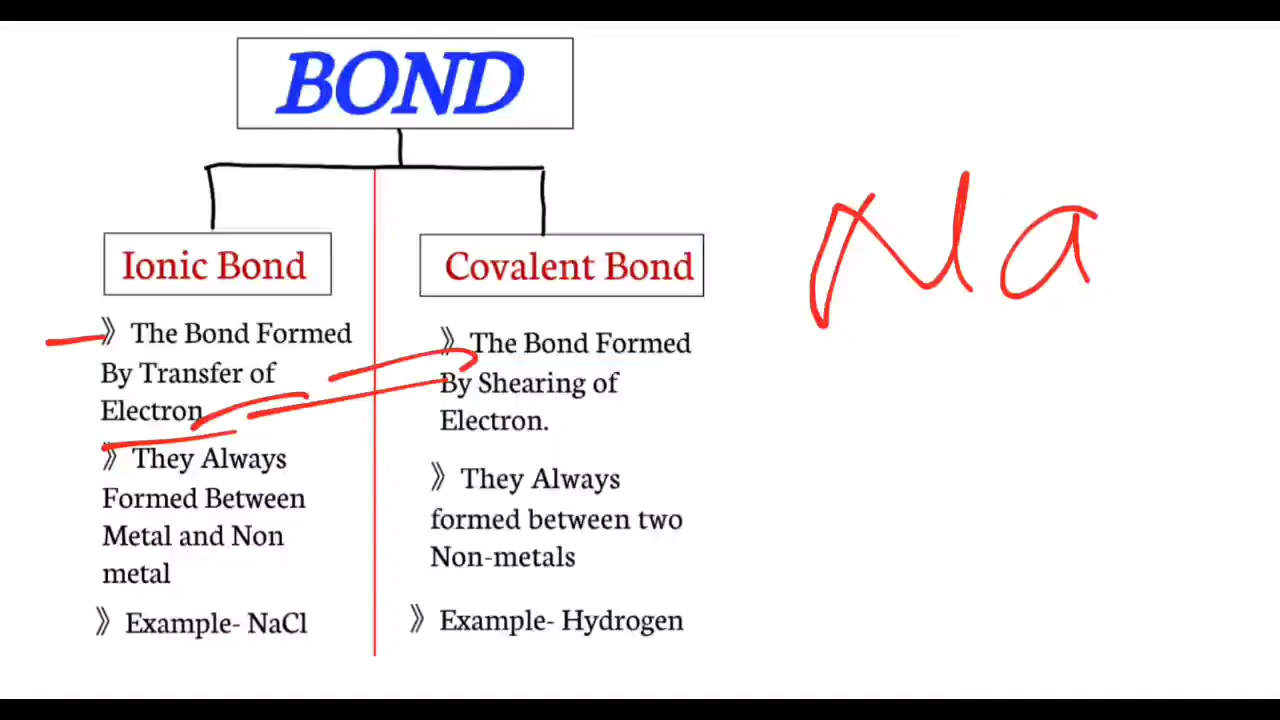 BOND
Ionic Bond
》 The Bond Formed
By Transfer of
Electron
》 They Always
Formed Between
Metal and Non
metal
》 Example- NaCl
Covalent Bond
》 The Bond Formed
By Shearing of
Electron.
》 They Always
formed between two
Non-metals
》 Example- Hydrogen
Na